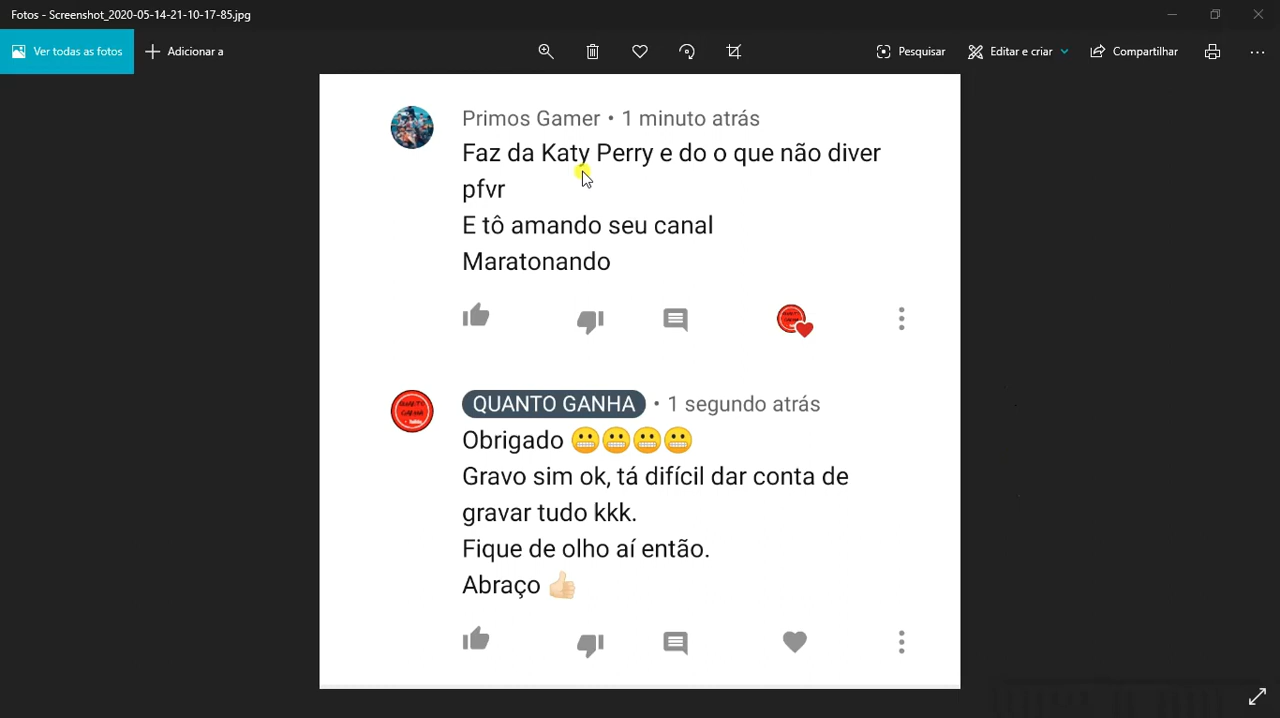 Fotos - Screenshot_2020-05-14-21-10-17-85.jpg
Ver todas as fotos
Adicionar a
Pesquisar
Editar e criar
Compartilhar
Primos Gamer • 1 minuto atrás
Faz da Katy Perry e do o que não diver
pfvr
E tô amando seu canal
Maratonando
QUANTO GANHA • 1 segundo atrás
Obrigado 😬😬😬😬
Gravo sim ok, tá difícil dar conta de
gravar tudo kkk.
Fique de olho aí então.
Abraço 👍🏻